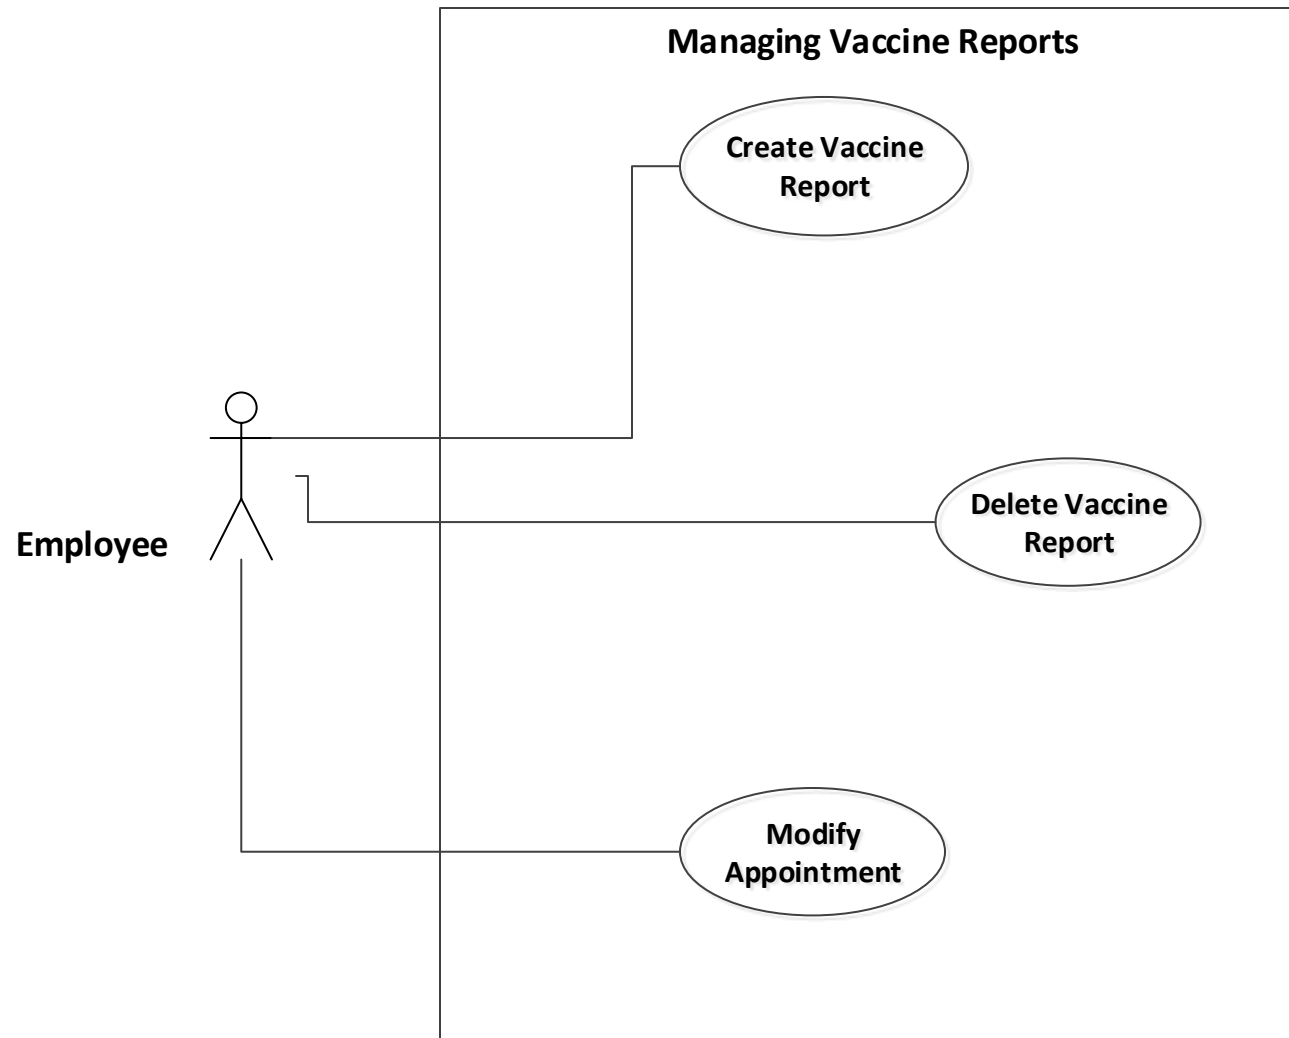 Managing Vaccine Reports
Create Vaccine
Report
Delete Vaccine
Report
Employee
Modify
Appointment